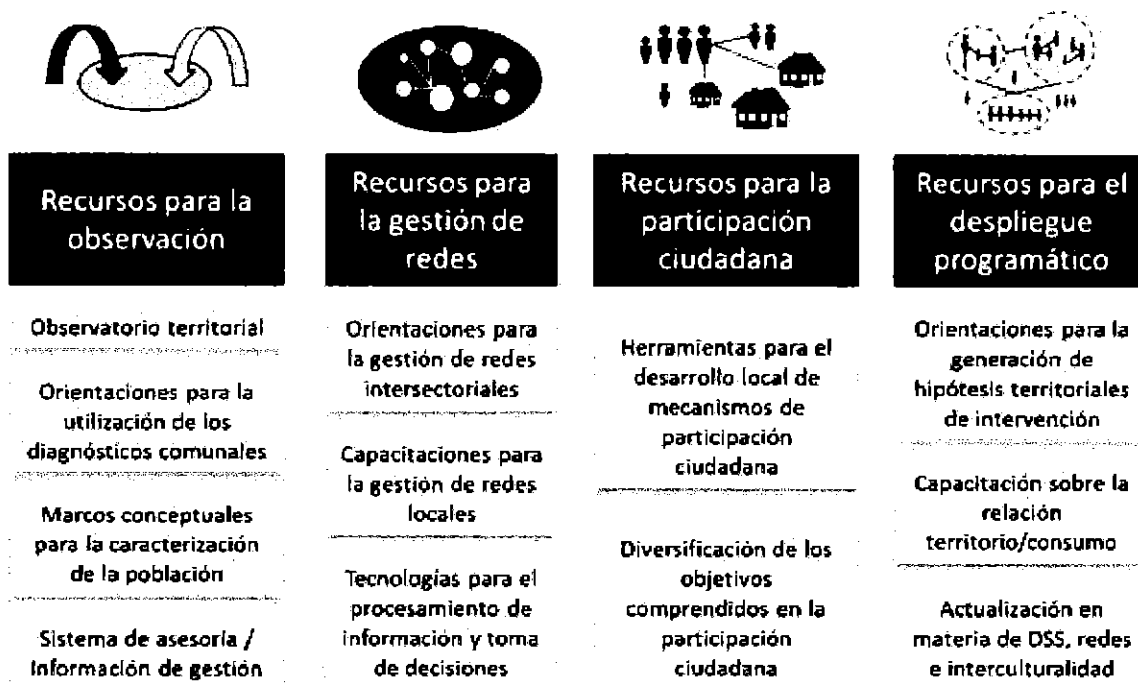 Recursos para la
observación
Observatorio territorial
Orientaciones para la
utilización de los
diagnósticos comunales
Marcos conceptuales
para la caracterización
de la población
Sistema de asesoría /
Información de gestión
Recursos para
la gestión de
redes
Orientaciones para
la gestión de redes
intersectoriales
Capacitaciones para
la gestión de redes
locales
Tecnologías para el
procesamiento de
información y toma
de decisiones
Recursos para la
participación
ciudadana
Herramientas para el
desarrollo local de
mecanismos de
participación
ciudadana
Diversificación de los
objetivos
comprendidos en la
participación
ciudadana
Recursos para el
despliegue
programático
Orientaciones para la
generación de
hipótesis territoriales
de intervención
Capacitación sobre la
relación
territorio/consumo
Actualización en
materia de DSS, redes
e interculturalidad